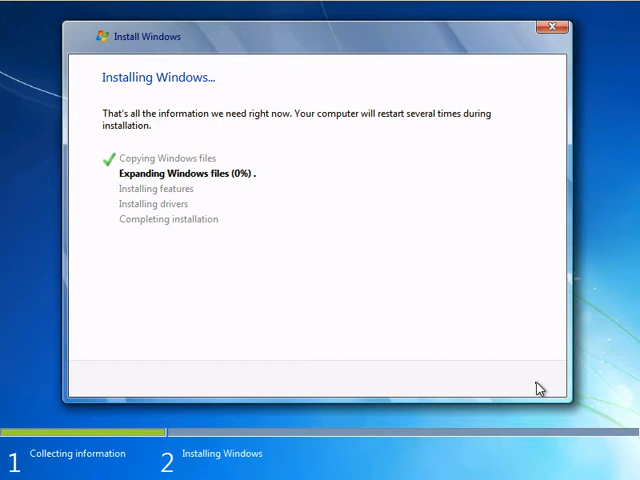 Install Windows
Installing Windows...
That's all the information we need right now. Your computer will restart several times during
installation.
Copying Windows files
Expanding Windows files (0%) .
Installing features
Installing drivers
Completing installation
1 Collecting information
2 Installing Windows